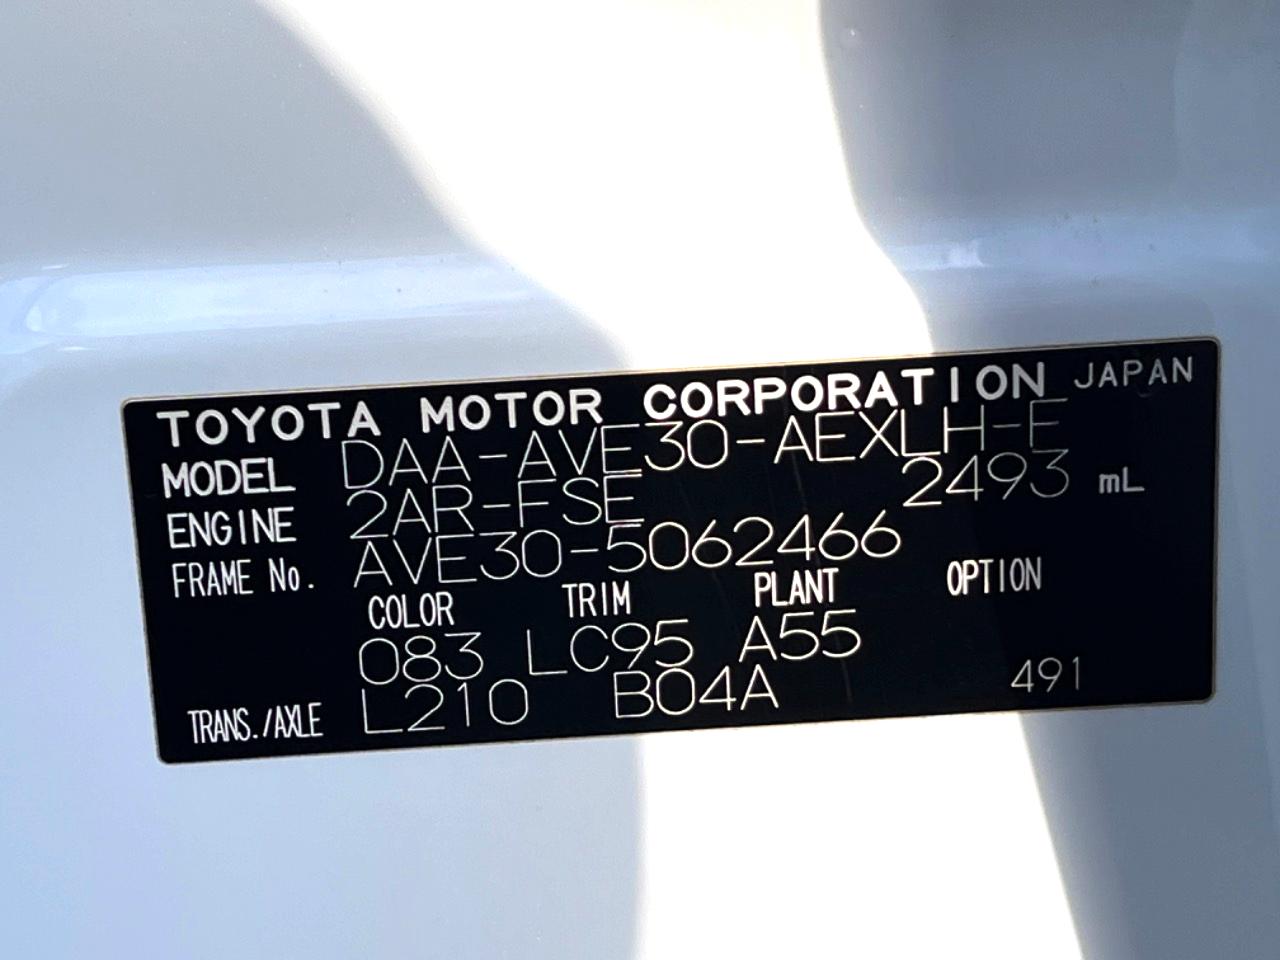 TOYOTA MOTOR CORPORATION JAPAN
MODEL DAA-AVE30-AEXLH-E
ENGINE 2AR-FSE 2493 mL
FRAME No. AVE30-5062466
COLOR TRIM PLANT OPTION
083 LC95 A55
TRANS./AXLE L210 B04A 491